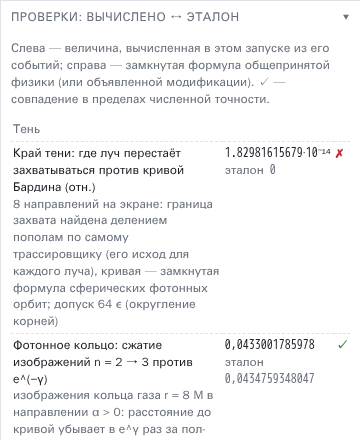 ПРОВЕРКИ: ВЫЧИСЛЕНО ↔ ЭТАЛОН ▼
Слева — величина, вычисленная в этом запуске из его
событий; справа — замкнутая формула общепринятой
физики (или объявленной модификации). ✓ —
совпадение в пределах численной точности.
Тень
Край тени: где луч перестаёт
захватываться против кривой
Бардина (отн.)
8 направлений на экране: граница
захвата найдена делением
пополам по самому
трассировщику (его исход для
каждого луча), кривая — замкнутая
формула сферических фотонных
орбит; допуск 64 ϵ (округление
корней)
1.82981615679·10⁻¹⁴ ✗
эталон 0
Фотонное кольцо: сжатие
изображений n = 2 → 3 против
e^(−γ)
изображения кольца газа r = 8 M в
направлении α > 0: расстояние до
кривой убывает в e^γ раз за пол-
0,0433001785978 ✓
эталон
0,0434759348047